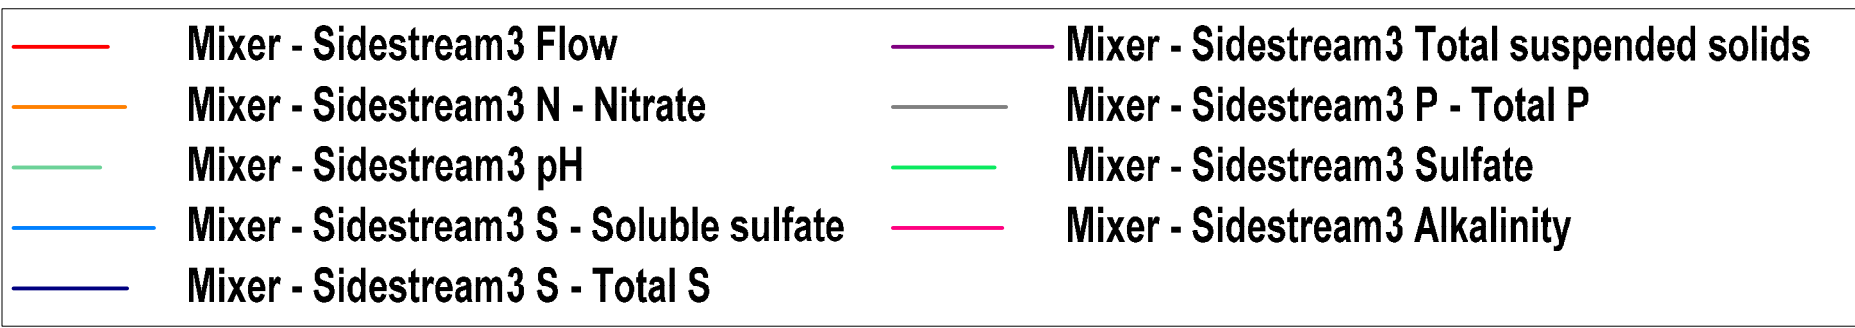 Mixer - Sidestream3 Flow
Mixer - Sidestream3 N - Nitrate
Mixer - Sidestream3 pH
Mixer - Sidestream3 S - Soluble sulfate
Mixer - Sidestream3 S - Total S
Mixer - Sidestream3 Total suspended solids
Mixer - Sidestream3 P - Total P
Mixer - Sidestream3 Sulfate
Mixer - Sidestream3 Alkalinity